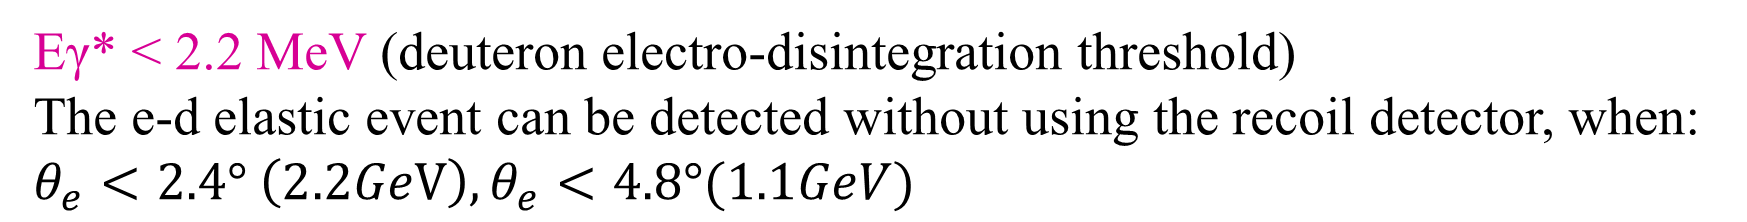 Eγ* < 2.2 MeV (deuteron electro-disintegration threshold)
The e-d elastic event can be detected without using the recoil detector, when:
θₑ < 2.4° (2.2GeV), θₑ < 4.8°(1.1GeV)